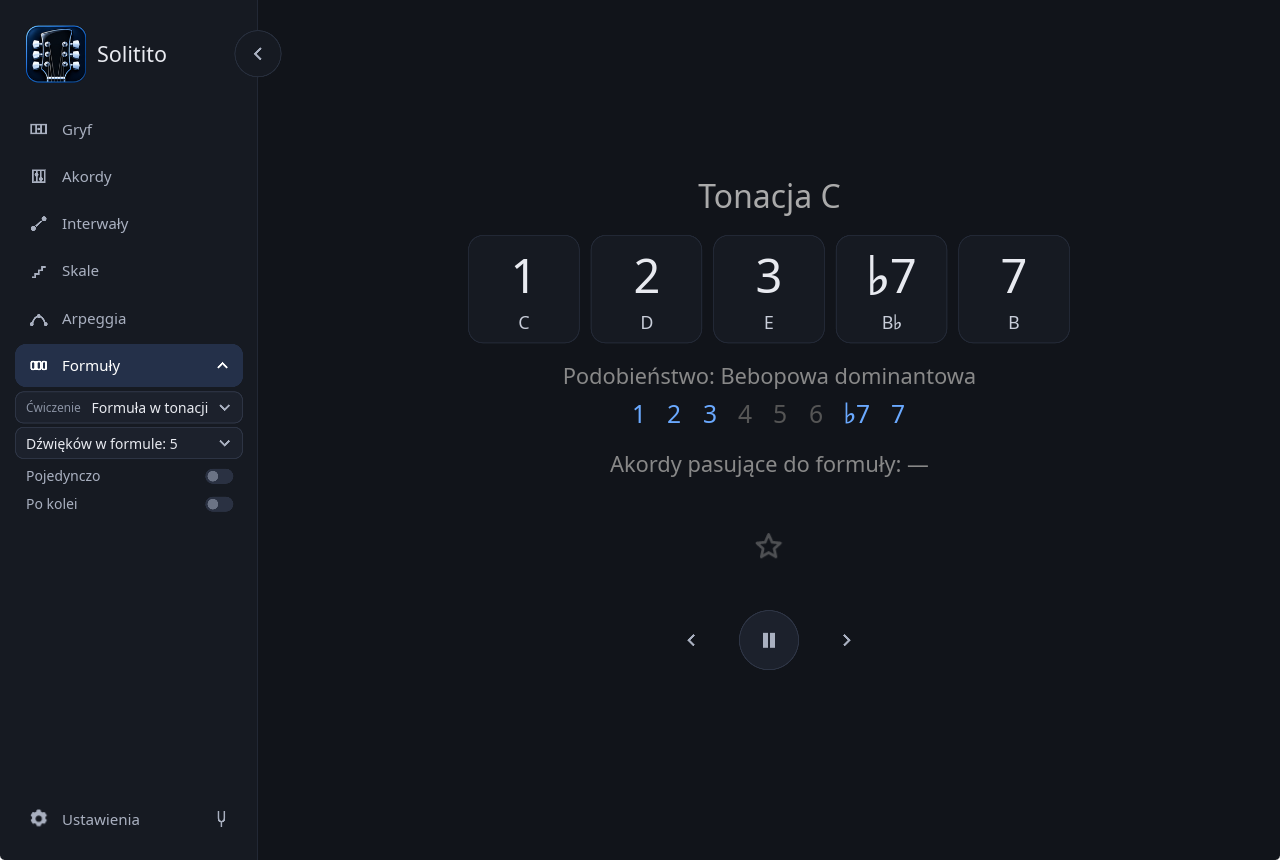 Solitito
Gryf
Akordy
Interwały
Skale
Arpeggia
Formuły
Ćwiczenie Formuła w tonacji
Dźwięków w formule: 5
Pojedynczo
Po kolei
Ustawienia
Tonacja C
1 2 3 ♭7 7
C D E B♭ B
Podobieństwo: Bebopowa dominantowa
1 2 3 4 5 6 ♭7 7
Akordy pasujące do formuły: —